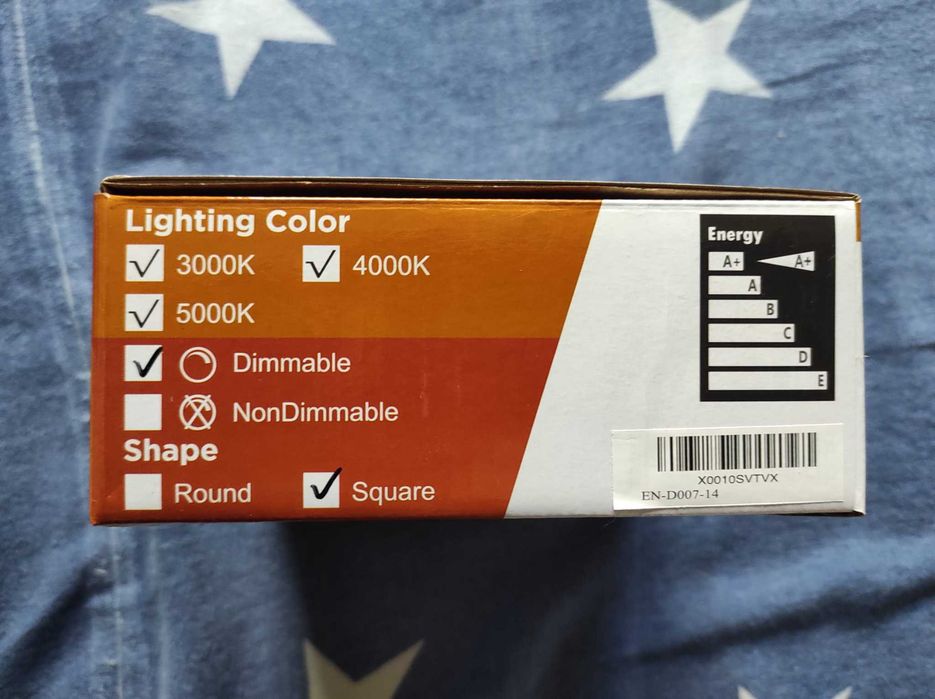 Lighting Color
3000K 4000K
5000K
Dimmable
NonDimmable
Shape
Round Square
Energy
A+ A+
A
B
C
D
E
X0010SVTVX
EN-D007-14